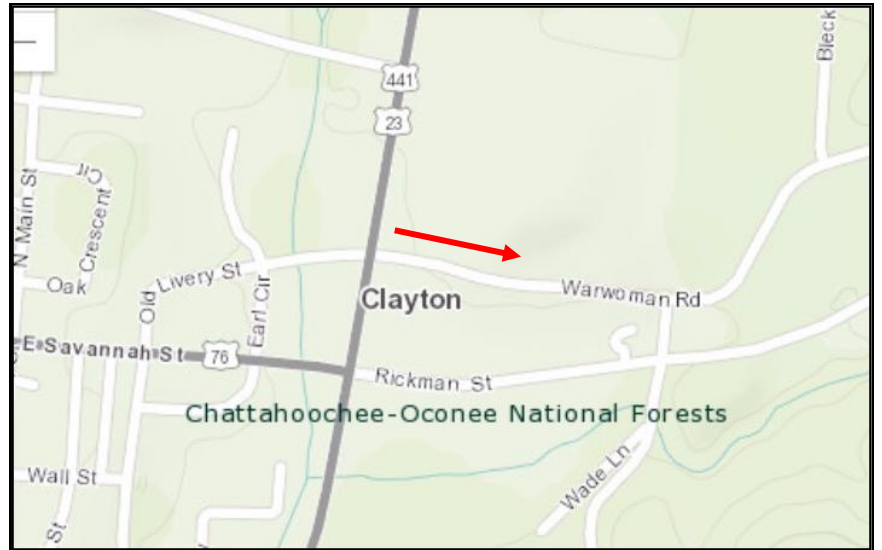 441
23
Bleck
Cir
Crescent
N Main St
Oak
Old
Livery St
Earl Cir
Clayton
Warwoman Rd
E Savannah St
76
Rickman St
Chattahoochee-Oconee National Forests
Wall St
Wade Ln
St